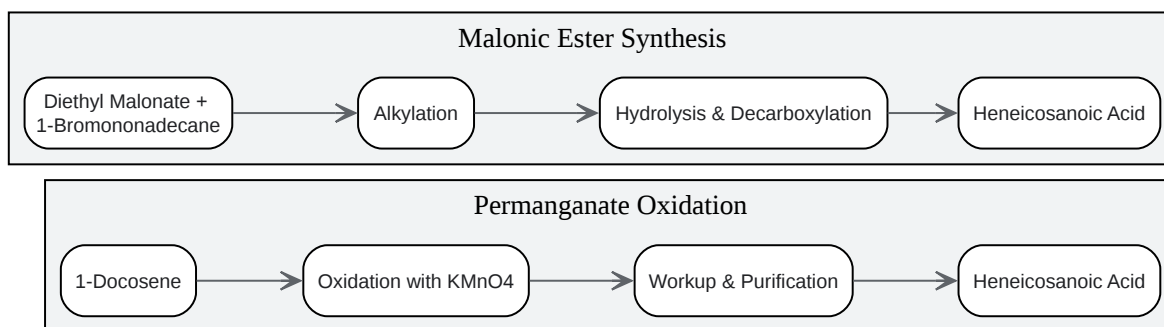 Malonic Ester Synthesis
Diethyl Malonate +
1-Bromononadecane
Alkylation
Hydrolysis & Decarboxylation
Heneicosanoic Acid
Permanganate Oxidation
1-Docosene
Oxidation with KMnO4
Workup & Purification
Heneicosanoic Acid